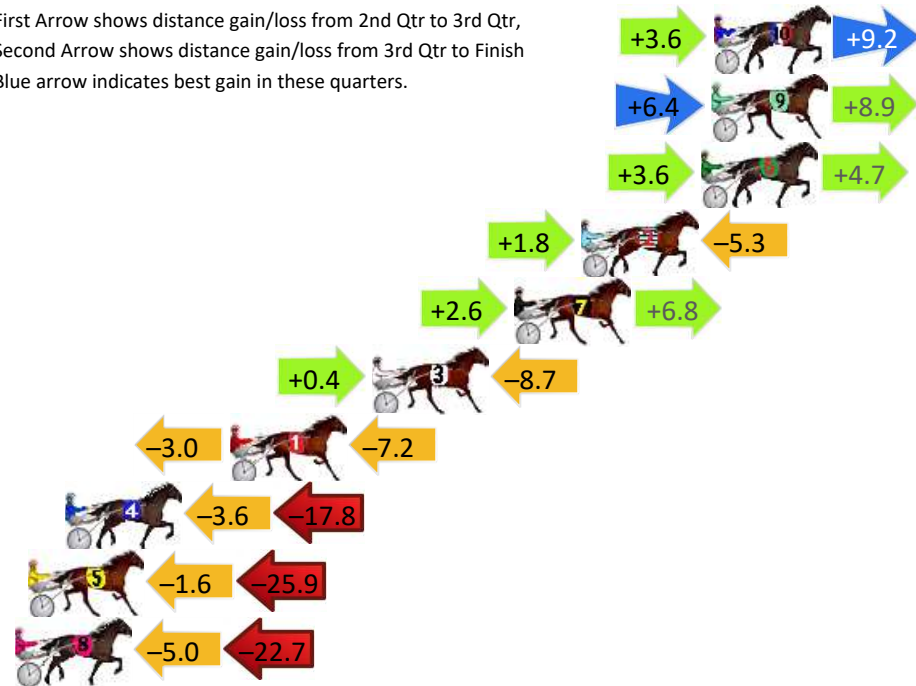 First Arrow shows distance gain/loss from 2nd Qtr to 3rd Qtr,
Second Arrow shows distance gain/loss from 3rd Qtr to Finish
Blue arrow indicates best gain in these quarters.
+3.6 10 +9.2
+6.4 9 +8.9
+3.6 6 +4.7
+1.8 –5.3
+2.6 7 +6.8
+0.4 3 –8.7
–3.0 1 –7.2
4 –3.6 –17.8
5 –1.6 –25.9
8 –5.0 –22.7